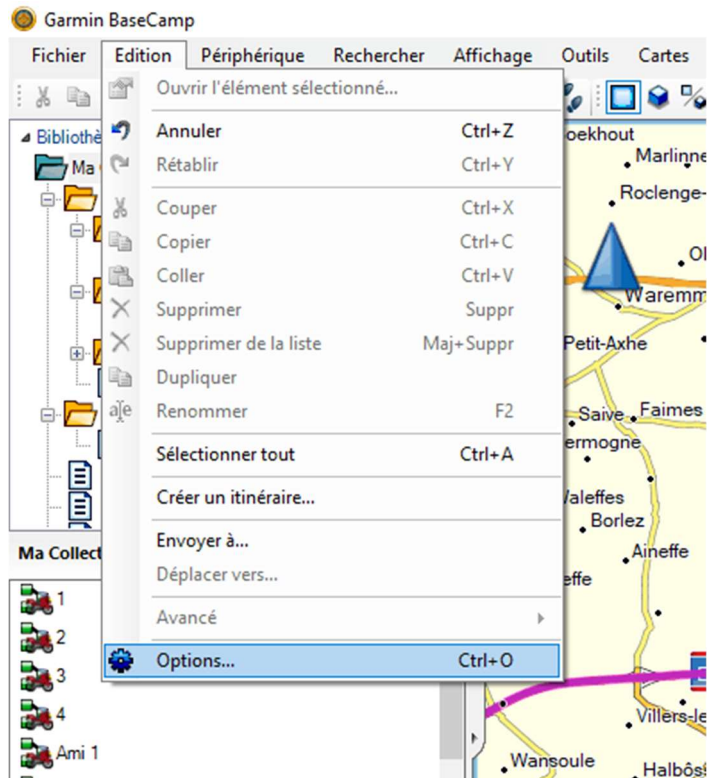 Garmin BaseCamp
Fichier Edition Périphérique Rechercher Affichage Outils Cartes
Ouvrir l'élément sélectionné...
Annuler Ctrl+Z
Rétablir Ctrl+Y
Couper Ctrl+X
Copier Ctrl+C
Coller Ctrl+V
Supprimer Suppr
Supprimer de la liste Maj+Suppr
Dupliquer
Renommer F2
Sélectionner tout Ctrl+A
Créer un itinéraire...
Envoyer à...
Déplacer vers...
Avancé
Options... Ctrl+O
Bibliothè
Ma
Ma Collect
1
2
3
4
Ami 1
oekhout
Marlinne
Roclenge-
Waremm
Petit-Axhe
Saive Faimes
ermogne
/aleffes
Borlez
Aineffe
effe
Villers-le
Wansoule
Halbôs